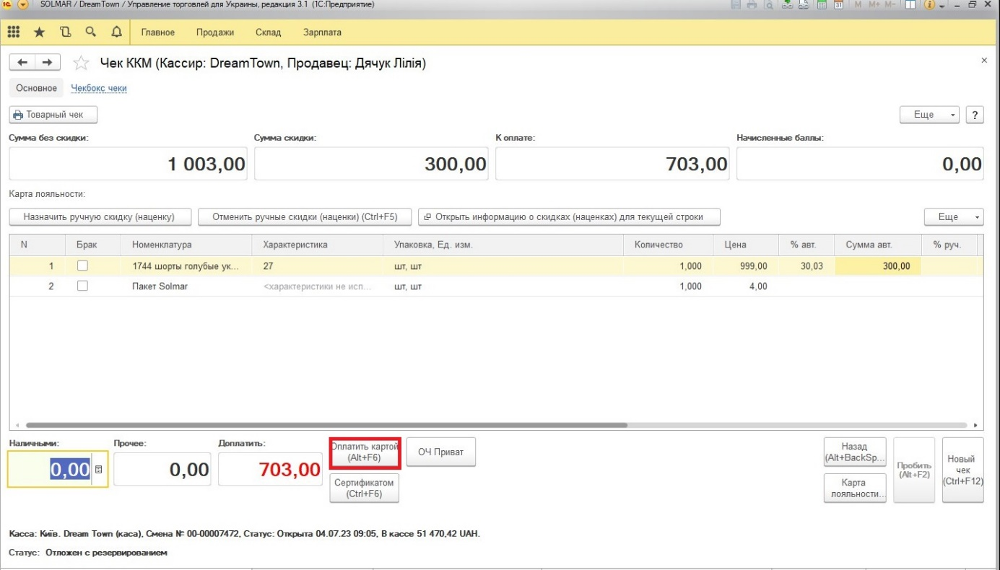 SOLMAR / DreamTown / Управление торговлей для Украины, редакция 3.1 (1С:Предприятие)
M M+ M-
Главное Продажи Склад Зарплата
Чек ККМ (Кассир: DreamTown, Продавец: Дячук Лілія)
Основное Чекбокс чеки
Товарный чек Еще ?
Сумма без скидки: Сумма скидки: К оплате: Начисленные баллы:
1 003,00 300,00 703,00 0,00
Карта лояльности:
Назначить ручную скидку (наценку) Отменить ручные скидки (наценки) (Ctrl+F5) Открыть информацию о скидках (наценках) для текущей строки Еще
N Брак Номенклатура Характеристика Упаковка, Ед. изм. Количество Цена % авт. Сумма авт. % руч.
1 1744 шорты голубые ук... 27 шт, шт 1,000 999,00 30,03 300,00
2 Пакет Solmar <характеристики не исп... шт, шт 1,000 4,00
Наличными: Прочее: Доплатить:
0,00 0,00 703,00
Оплатить картой
(Alt+F6)
ОЧ Приват
Сертификатом
(Ctrl+F6)
Назад
(Alt+BackSp...
Карта
лояльности...
Пробить
(Alt+F2)
Новый
чек
(Ctrl+F12)
Касса: Київ. Dream Town (каса), Смена № 00-00007472, Статус: Открыта 04.07.23 09:05, В кассе 51 470,42 UAH.
Статус: Отложен с резервированием